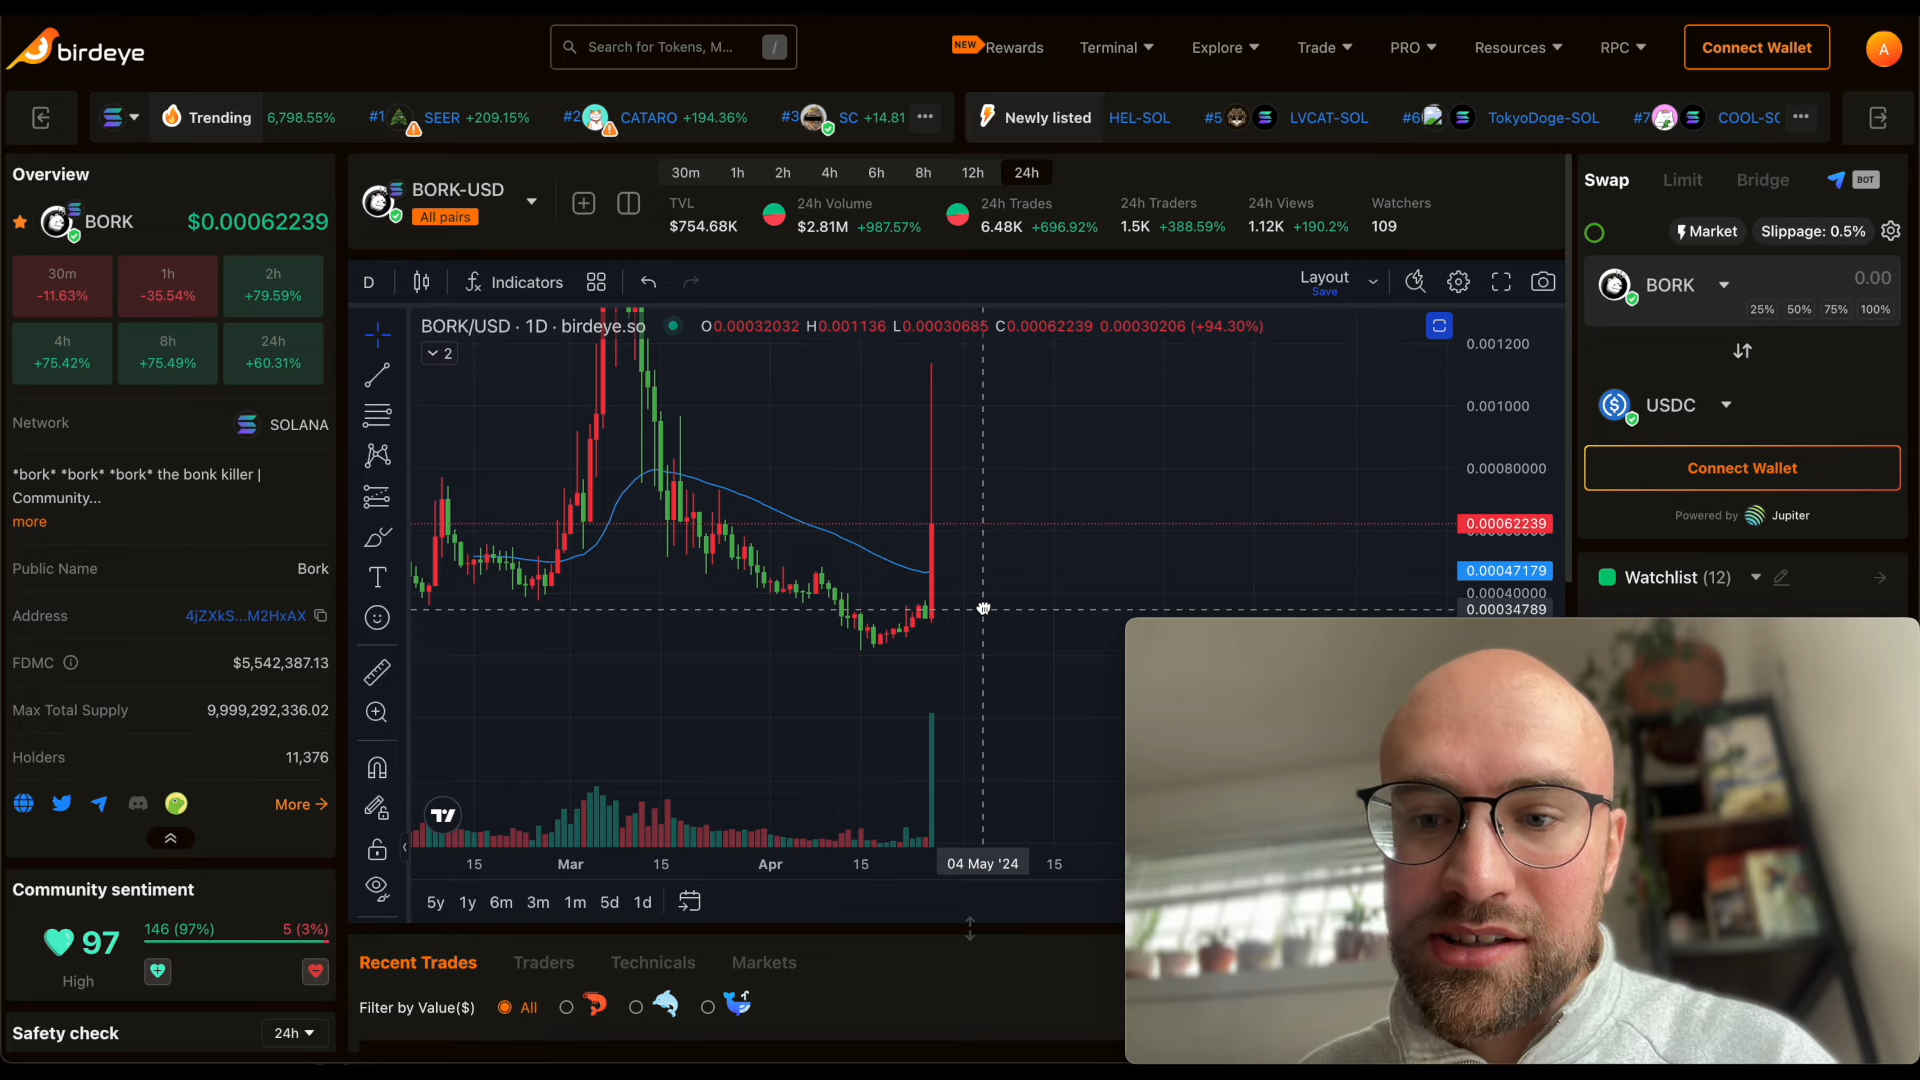 birdeye
Search for Tokens, M...
/
NEW
Rewards
Terminal
Explore
Trade
PRO
Resources
RPC
Connect Wallet
A
Trending
6,798.55%
#1 SEER +209.15%
#2 CATARO +194.36%
#3 SC +14.81
...
Newly listed
HEL-SOL
#5 LVCAT-SOL
TokyoDoge-SOL
#7 COOL-SO
...
Overview
BORK
$0.00062239
30m
-11.63%
1h
-35.54%
2h
+79.59%
4h
+75.42%
8h
+75.49%
24h
+60.31%
Network
SOLANA
*bork* *bork* *bork* the bonk killer |
Community...
more
Public Name
Bork
Address
4jZXkS...M2HxAX
FDMC
$5,542,387.13
Max Total Supply
9,999,292,336.02
Holders
11,376
More →
Community sentiment
97
High
146 (97%)
5 (3%)
Safety check
24h
BORK-USD
All pairs
30m 1h 2h 4h 6h 8h 12h 24h
TVL
$754.68K
24h Volume
$2.81M +987.57%
24h Trades
6.48K +696.92%
24h Traders
1.5K +388.59%
24h Views
1.12K +190.2%
Watchers
109
D
Indicators
Layout
Save
BORK/USD · 1D · birdeye.so
O0.00032032 H0.001136 L0.00030685 C0.00062239 0.00030206 (+94.30%)
2
0.001200
0.001000
0.00080000
0.00062239
0.00047179
0.00040000
0.00034789
15
Mar
15
Apr
15
04 May '24
15
5y 1y 6m 3m 1m 5d 1d
Recent Trades
Traders
Technicals
Markets
Filter by Value($)
All
Swap
Limit
Bridge
BOT
Market
Slippage: 0.5%
BORK
0.00
25% 50% 75% 100%
USDC
Connect Wallet
Powered by Jupiter
Watchlist (12)